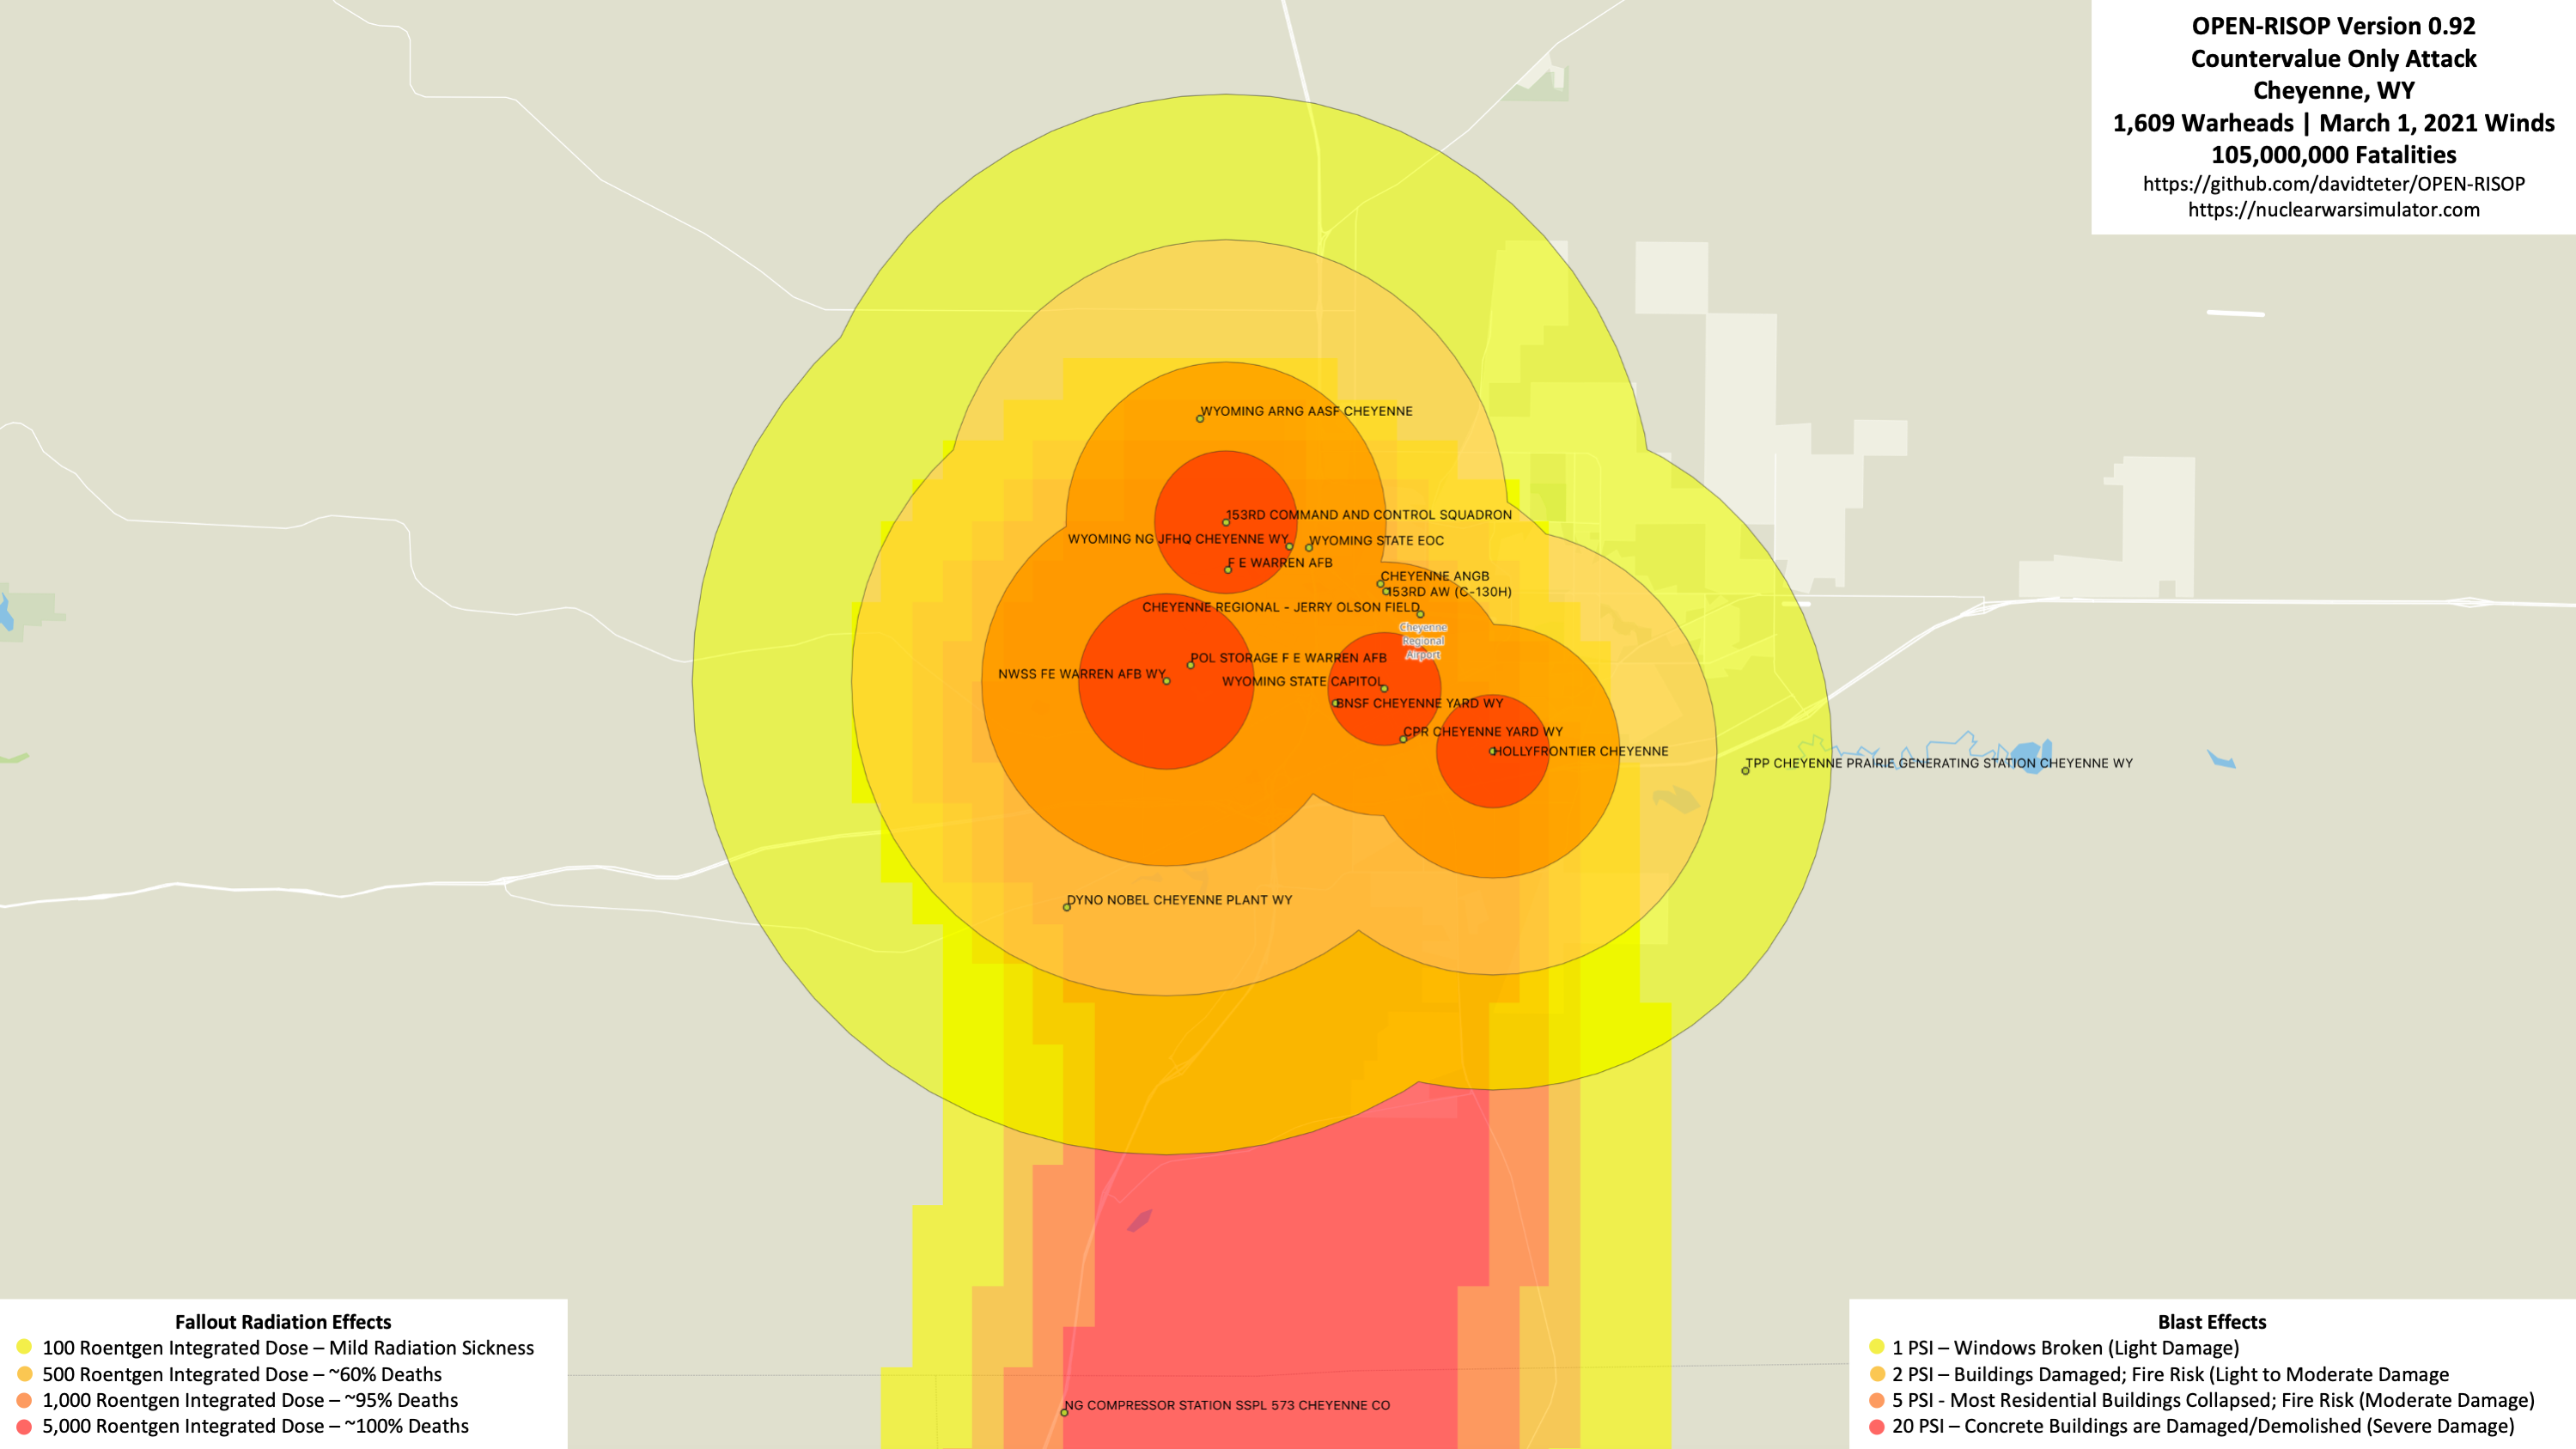 OPEN-RISOP Version 0.92
Countervalue Only Attack
Cheyenne, WY
1,609 Warheads | March 1, 2021 Winds
105,000,000 Fatalities
https://github.com/davidteter/OPEN-RISOP
https://nuclearwarsimulator.com
WYOMING ARNG AASF CHEYENNE
153RD COMMAND AND CONTROL SQUADRON
WYOMING NG JFHQ CHEYENNE WY
WYOMING STATE EOC
F E WARREN AFB
CHEYENNE ANGB
153RD AW (C-130H)
CHEYENNE REGIONAL - JERRY OLSON FIELD
Cheyenne
Regional
Airport
POL STORAGE F E WARREN AFB
NWSS FE WARREN AFB WY
WYOMING STATE CAPITOL
BNSF CHEYENNE YARD WY
CPR CHEYENNE YARD WY
HOLLYFRONTIER CHEYENNE
TPP CHEYENNE PRAIRIE GENERATING STATION CHEYENNE WY
DYNO NOBEL CHEYENNE PLANT WY
NG COMPRESSOR STATION SSPL 573 CHEYENNE CO
Fallout Radiation Effects
100 Roentgen Integrated Dose – Mild Radiation Sickness
500 Roentgen Integrated Dose – ~60% Deaths
1,000 Roentgen Integrated Dose – ~95% Deaths
5,000 Roentgen Integrated Dose – ~100% Deaths
Blast Effects
1 PSI – Windows Broken (Light Damage)
2 PSI – Buildings Damaged; Fire Risk (Light to Moderate Damage
5 PSI - Most Residential Buildings Collapsed; Fire Risk (Moderate Damage)
20 PSI – Concrete Buildings are Damaged/Demolished (Severe Damage)